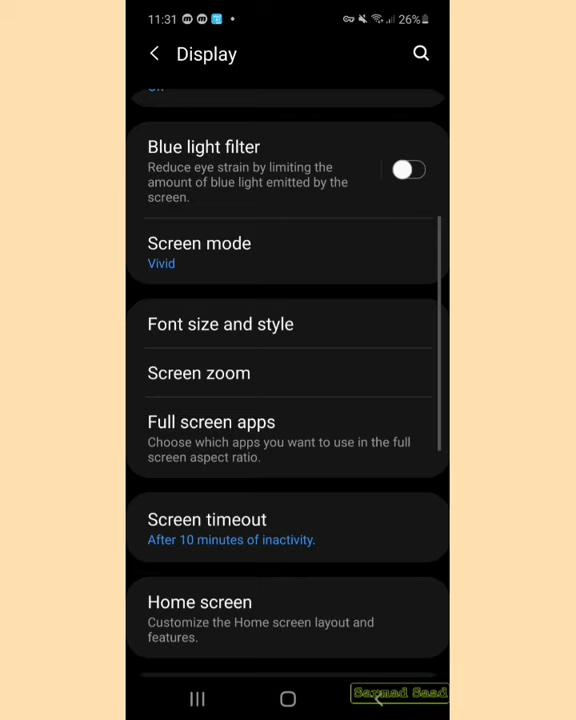 11:31
26%
Display
Blue light filter
Reduce eye strain by limiting the
amount of blue light emitted by the
screen.
Screen mode
Vivid
Font size and style
Screen zoom
Full screen apps
Choose which apps you want to use in the full
screen aspect ratio.
Screen timeout
After 10 minutes of inactivity.
Home screen
Customize the Home screen layout and
features.
Sarmad Saad